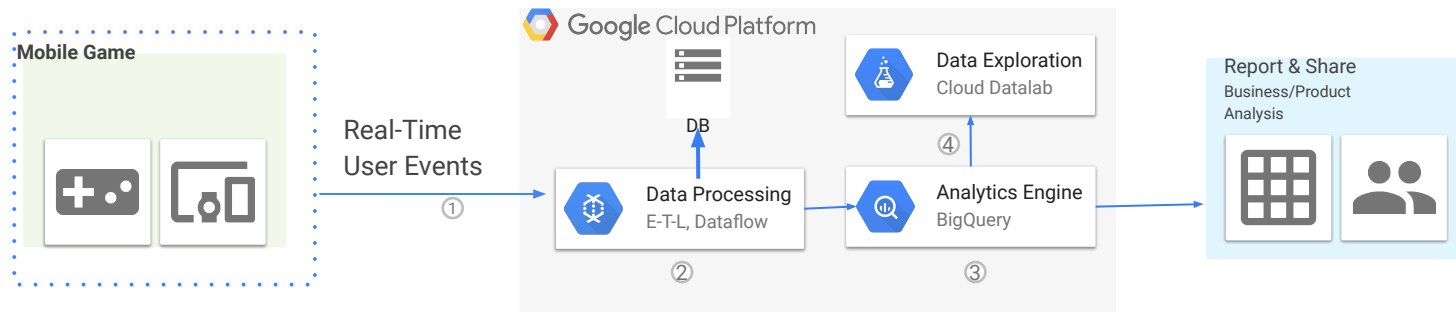 Mobile Game
Real-Time
User Events
①
Google Cloud Platform
DB
Data Processing
E-T-L, Dataflow
②
Data Exploration
Cloud Datalab
④
Analytics Engine
BigQuery
③
Report & Share
Business/Product
Analysis